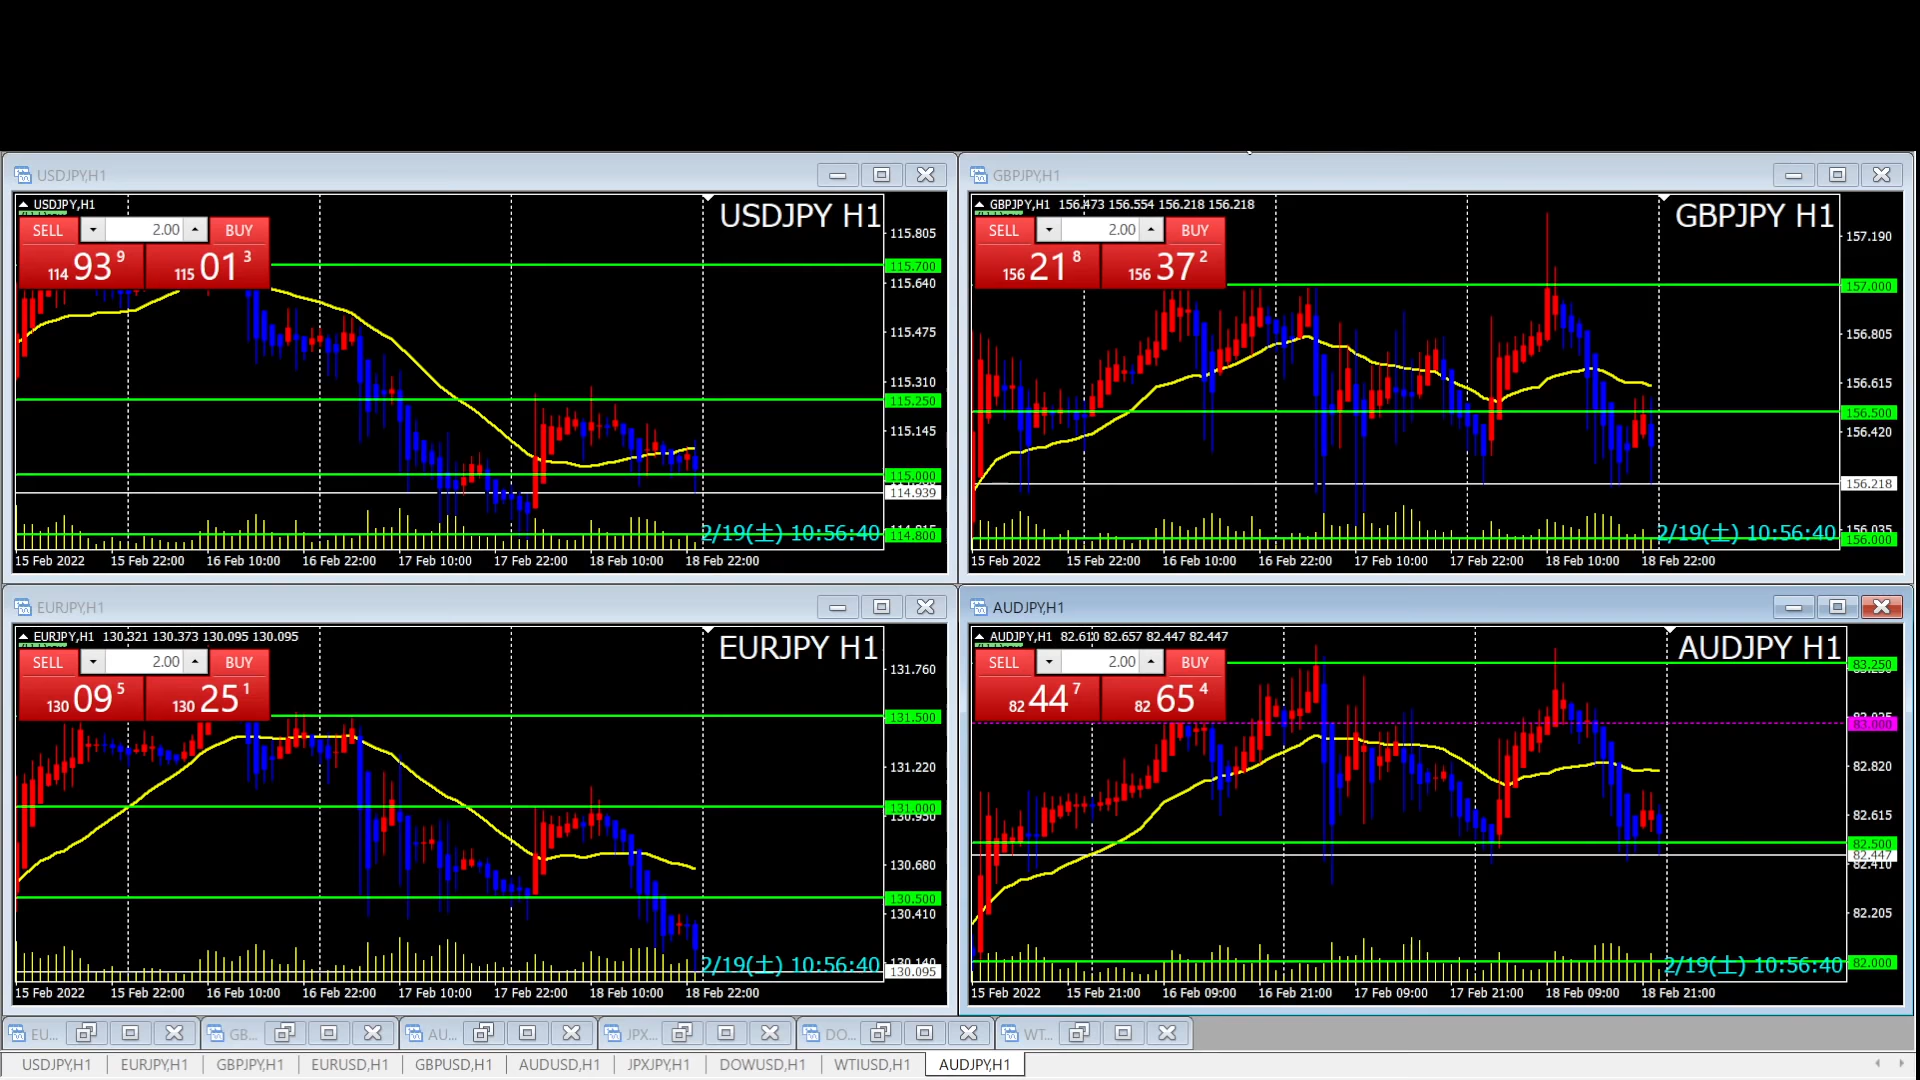 USDJPY,H1
USDJPY,H1
SELL 2.00 BUY
114 93 9 115 01 3
USDJPY H1
115.805
115.700
115.640
115.475
115.310
115.250
115.145
115.000
114.939
114.800
2/19(土) 10:56:40
15 Feb 2022 15 Feb 22:00 16 Feb 10:00 16 Feb 22:00 17 Feb 10:00 17 Feb 22:00 18 Feb 10:00 18 Feb 22:00
GBPJPY,H1
GBPJPY,H1 156.473 156.554 156.218 156.218
SELL 2.00 BUY
156 21 8 156 37 2
GBPJPY H1
157.190
157.000
156.805
156.615
156.500
156.420
156.218
156.035
156.000
2/19(土) 10:56:40
15 Feb 2022 15 Feb 22:00 16 Feb 10:00 16 Feb 22:00 17 Feb 10:00 17 Feb 22:00 18 Feb 10:00 18 Feb 22:00
EURJPY,H1
EURJPY,H1 130.321 130.373 130.095 130.095
SELL 2.00 BUY
130 09 5 130 25 1
EURJPY H1
131.760
131.500
131.220
131.000
130.950
130.680
130.500
130.410
130.140
130.095
2/19(土) 10:56:40
15 Feb 2022 15 Feb 22:00 16 Feb 10:00 16 Feb 22:00 17 Feb 10:00 17 Feb 22:00 18 Feb 10:00 18 Feb 22:00
AUDJPY,H1
AUDJPY,H1 82.610 82.657 82.447 82.447
SELL 2.00 BUY
82 44 7 82 65 4
AUDJPY H1
83.250
83.000
82.820
82.615
82.500
82.447
82.410
82.205
82.000
2/19(土) 10:56:40
15 Feb 2022 15 Feb 21:00 16 Feb 09:00 16 Feb 21:00 17 Feb 09:00 17 Feb 21:00 18 Feb 09:00 18 Feb 21:00
EU... GB... AU... JPX... DO... WT...
USDJPY,H1 EURJPY,H1 GBPJPY,H1 EURUSD,H1 GBPUSD,H1 AUDUSD,H1 JPXJPY,H1 DOWUSD,H1 WTIUSD,H1 AUDJPY,H1